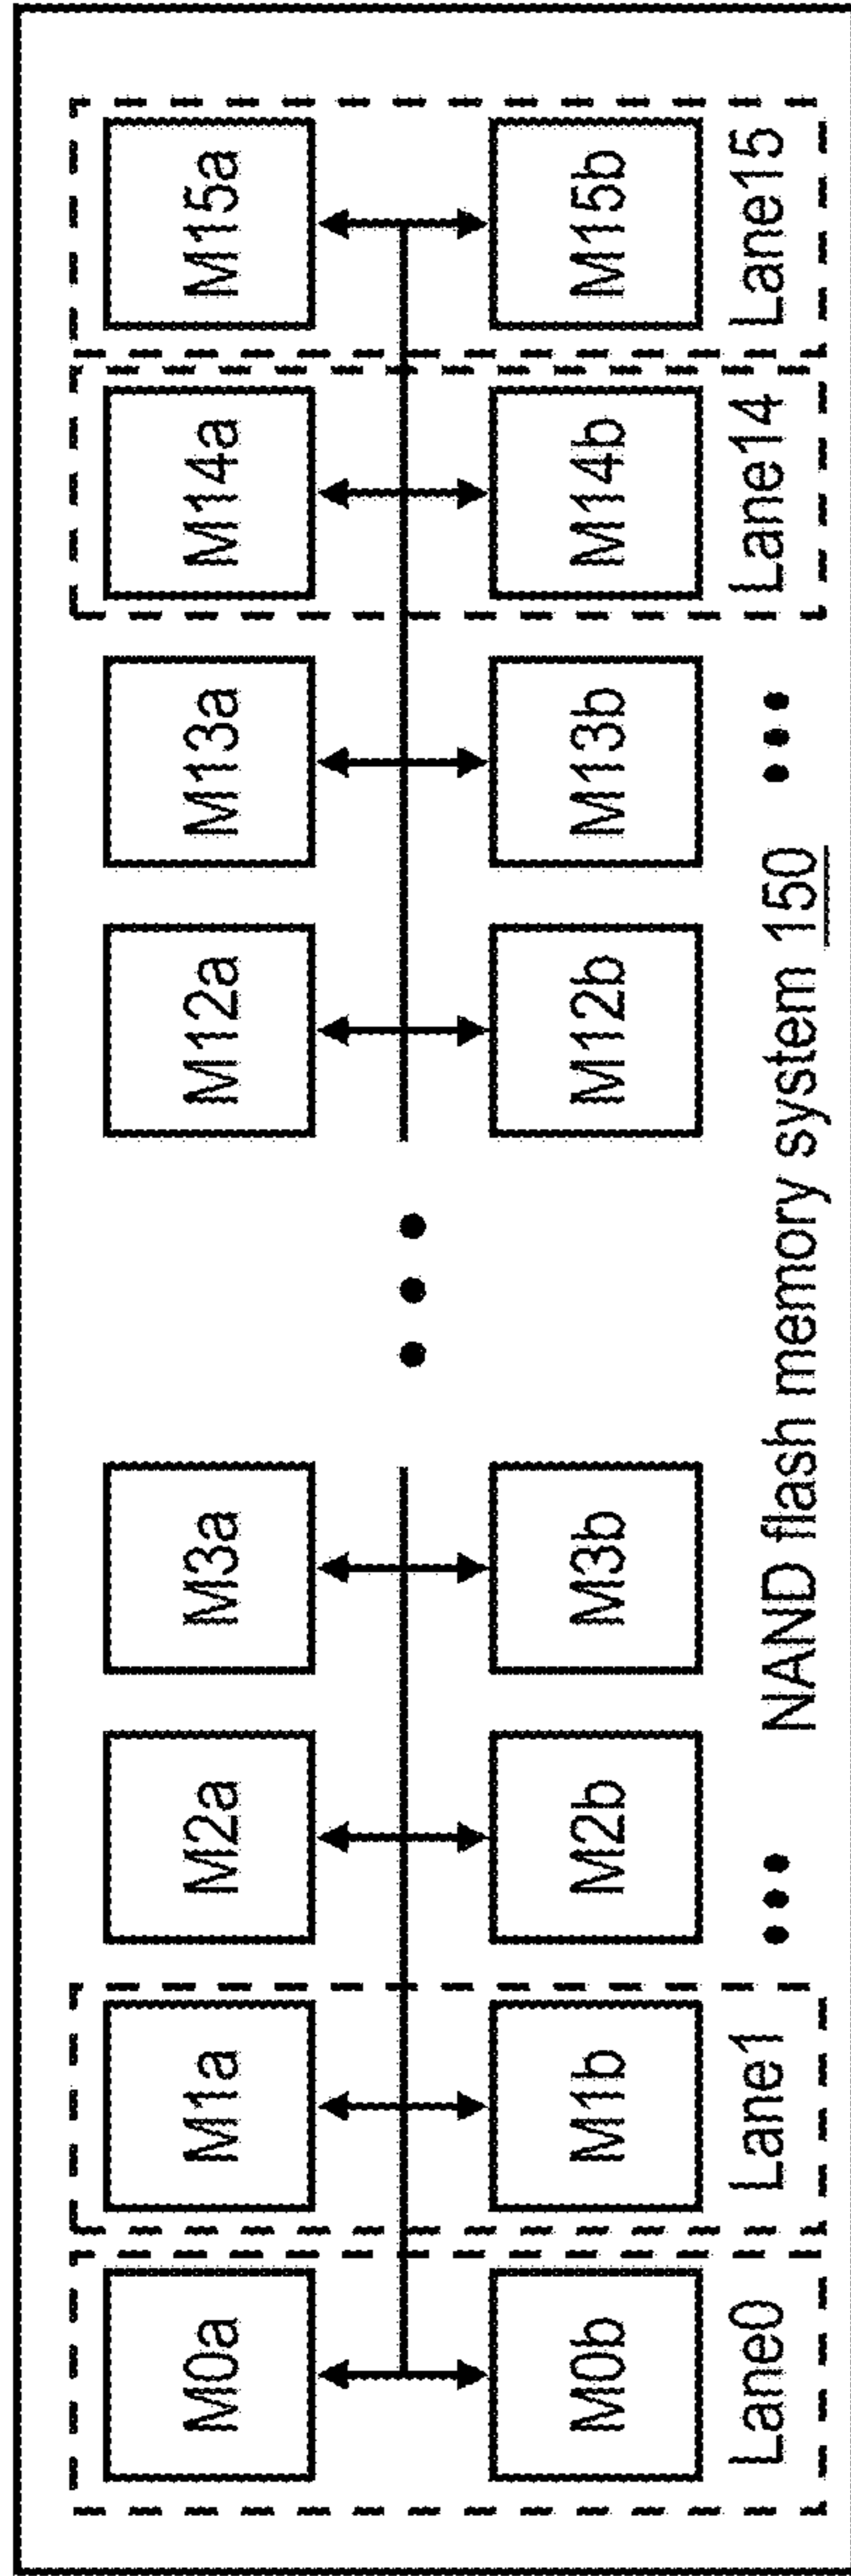 M0a M1a M2a M3a M12a M13a M14a M15a
M0b M1b M2b M3b M12b M13b M14b M15b
Lane0 Lane1 NAND flash memory system 150 Lane14 Lane15